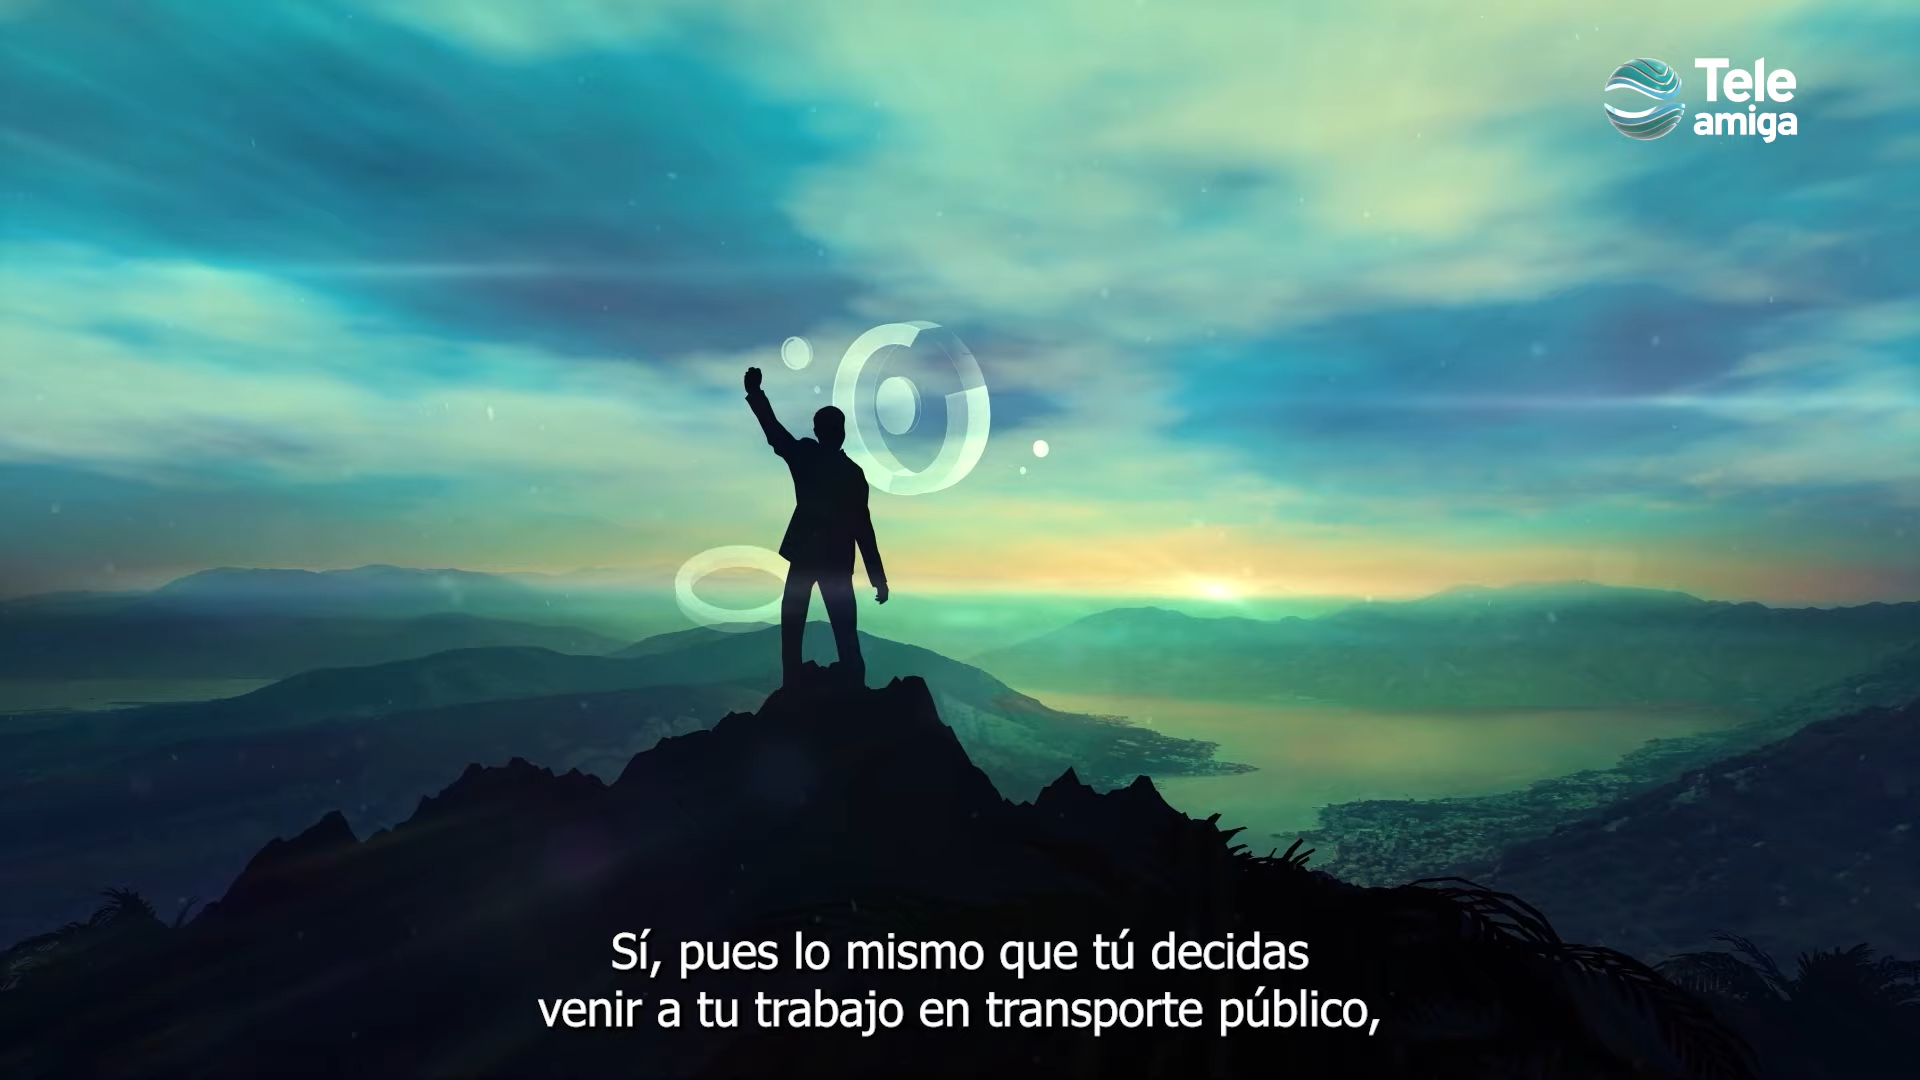 Tele
amiga
Sí, pues lo mismo que tú decidas
venir a tu trabajo en transporte público,